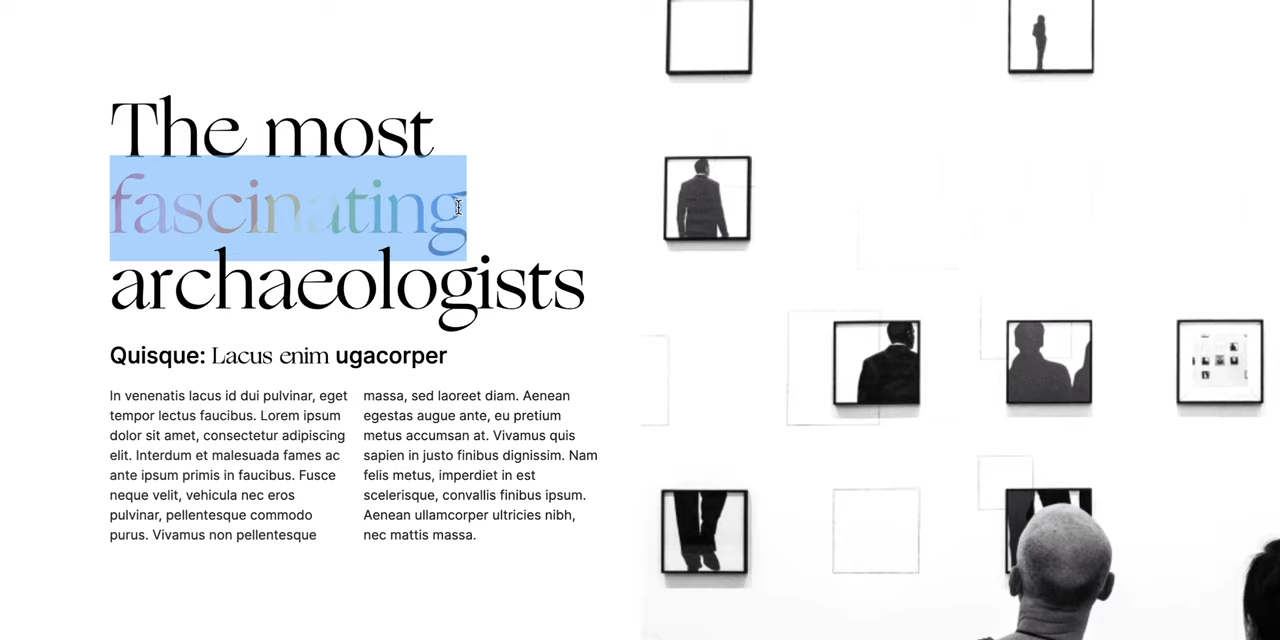 The most
fascinating
archaeologists
Quisque: Lacus enim ugacorper
In venenatis lacus id dui pulvinar, eget
tempor lectus faucibus. Lorem ipsum
dolor sit amet, consectetur adipiscing
elit. Interdum et malesuada fames ac
ante ipsum primis in faucibus. Fusce
neque velit, vehicula nec eros
pulvinar, pellentesque commodo
purus. Vivamus non pellentesque
massa, sed laoreet diam. Aenean
egestas augue ante, eu pretium
metus accumsan at. Vivamus quis
sapien in justo finibus dignissim. Nam
felis metus, imperdiet in est
scelerisque, convallis finibus ipsum.
Aenean ullamcorper ultricies nibh,
nec mattis massa.